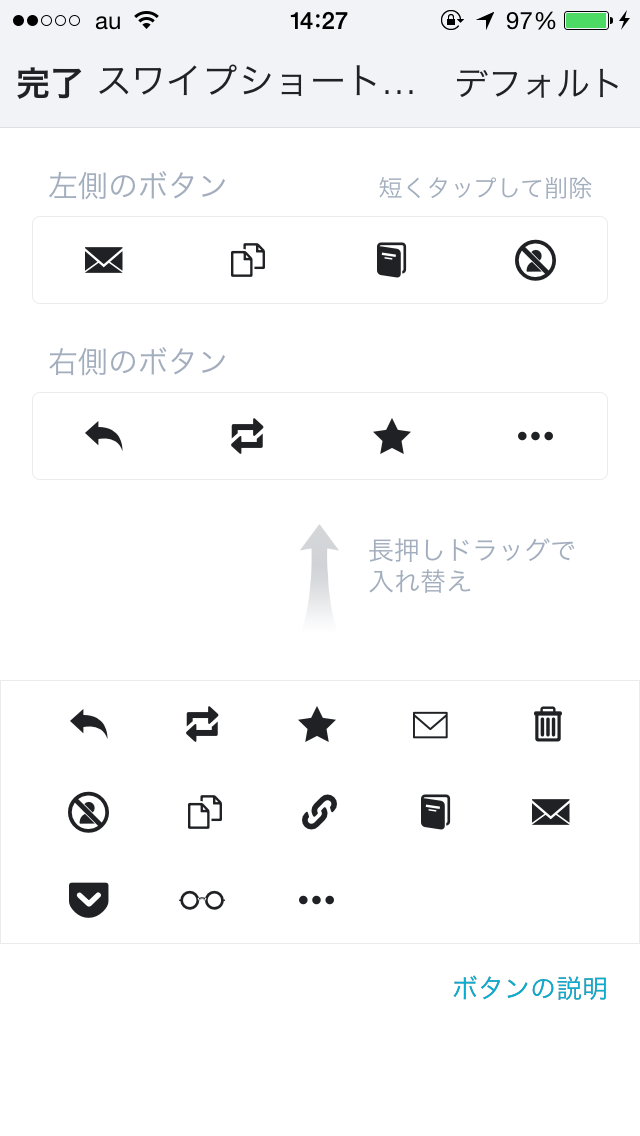 au 14:27 97%
完了 スワイプショート... デフォルト
左側のボタン 短くタップして削除
右側のボタン
長押しドラッグで
入れ替え
ボタンの説明